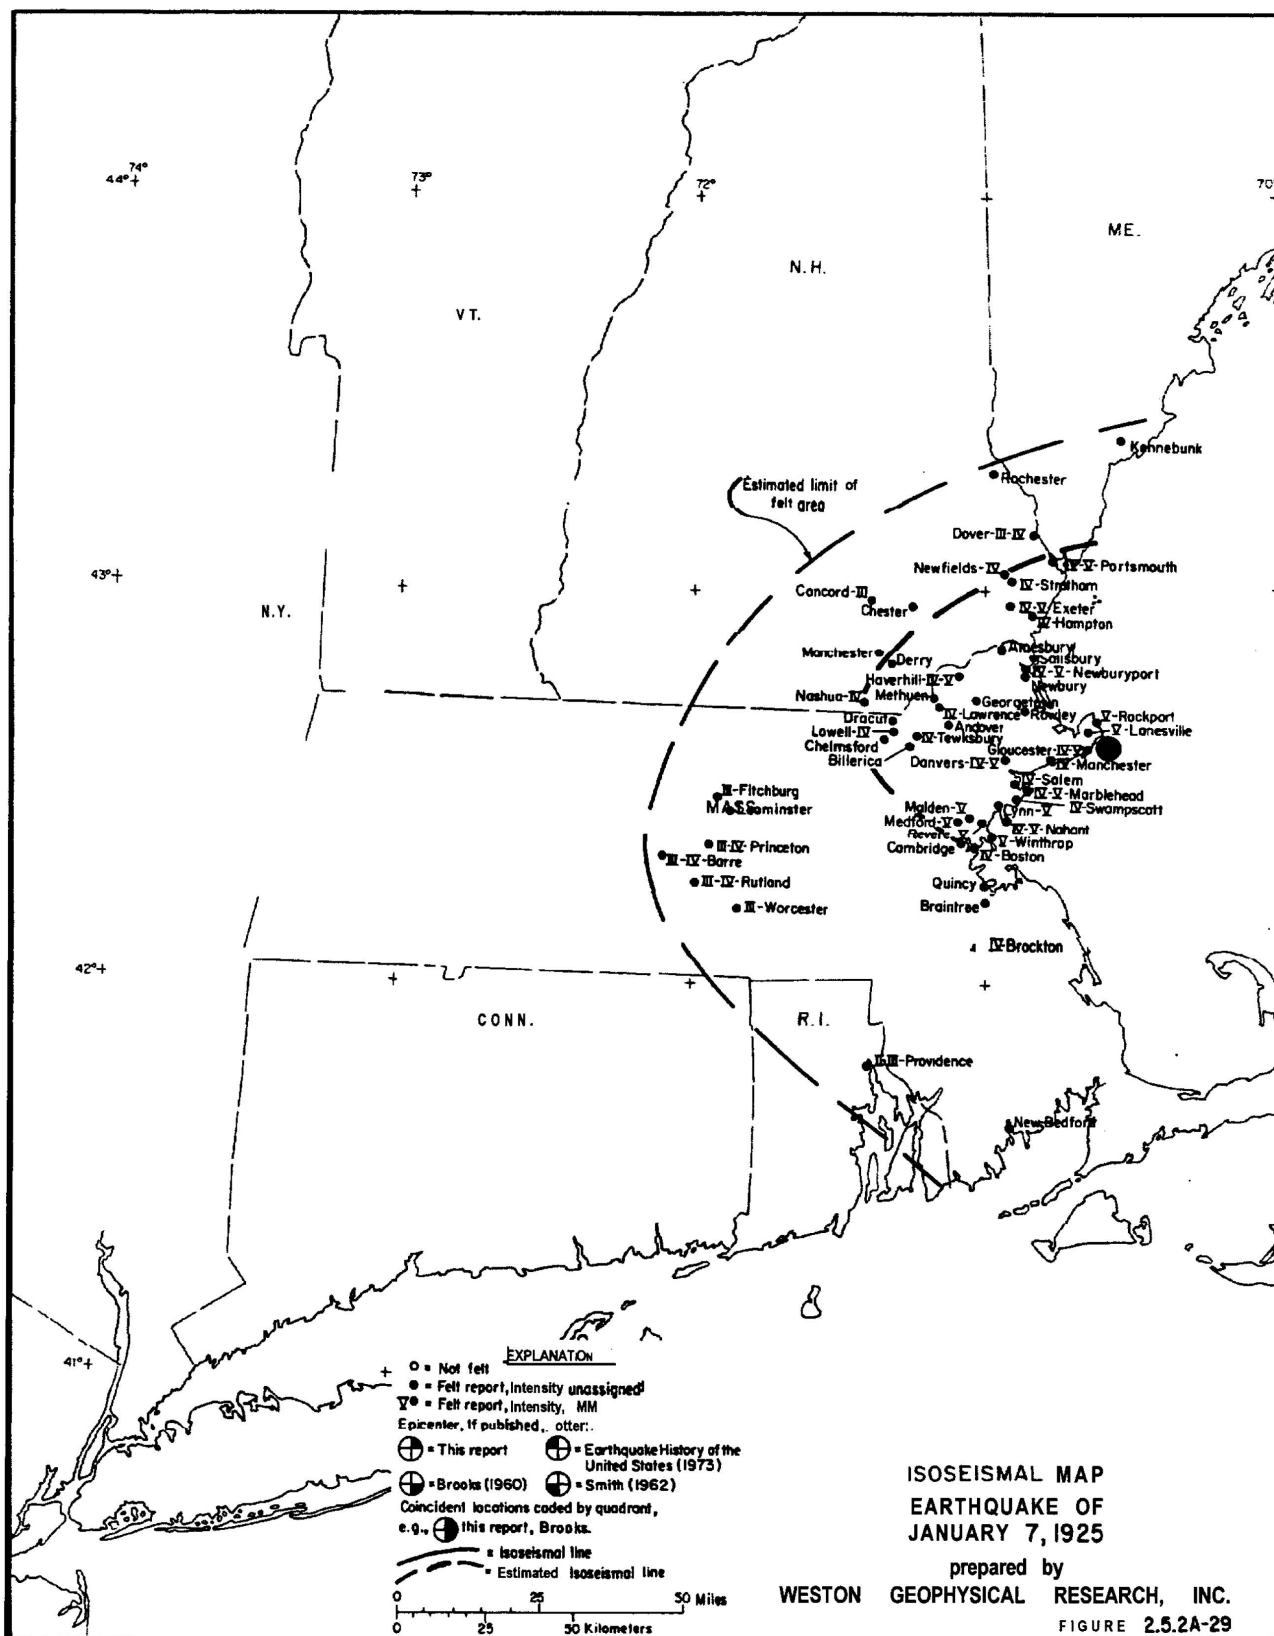 74°
44°
73°
72°
70°
ME.
N.H.
VT.
Kennebunk
Rochester
Estimated limit of
felt area
Dover-III-IV
IV-V-Portsmouth
Newfields-IV
43°
IV-Stratham
Concord-III
Chester
IV-V-Exeter
N.Y.
IV-Hampton
Manchester
Amesbury
Derry
Salisbury
Haverhill-IV-V
IV-V-Newburyport
Newbury
Nashua-IV
Methuen
Georgetown
Dracut
IV-Lawrence
Rowley
V-Rockport
Lowell-IV
Andover
V-Lanesville
Chelmsford
IV-Tewksbury
Gloucester-IV-V
Billerica
Danvers-IV-V
IV-Manchester
IV-Salem
III-Fitchburg
IV-V-Marblehead
MASS.
Leominster
Malden-V
Lynn-V
IV-Swampscott
Medford-V
IV-V-Nahant
Revere V
V-Winthrop
III-IV-Princeton
Cambridge
IV-Boston
III-IV-Barre
III-IV-Rutland
Quincy
III-Worcester
Braintree
IV-Brockton
42°
CONN.
R.I.
II-III-Providence
New Bedford
41°
EXPLANATION
= Not felt
= Felt report, Intensity unassigned
V = Felt report, Intensity, MM
Epicenter, If published, otter:.
= This report
= Earthquake History of the
United States (1973)
= Brooks (1960)
= Smith (1962)
Coincident locations coded by quadrant,
e.g., this report, Brooks.
= Isoseismal line
= Estimated Isoseismal line
0 25 50 Miles
0 25 50 Kilometers
ISOSEISMAL MAP
EARTHQUAKE OF
JANUARY 7, 1925
prepared by
WESTON GEOPHYSICAL RESEARCH, INC.
FIGURE 2.5.2A-29